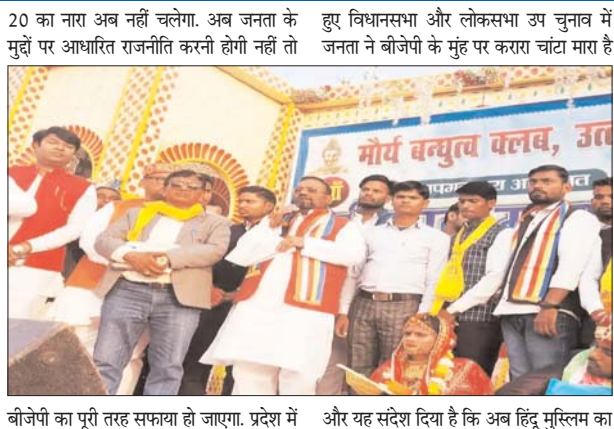 20 का नारा अब नहीं चलेगा. अब जनता के
मुद्दों पर आधारित राजनीति करनी होगी नहीं तो
बीजेपी का पूरी तरह सफाया हो जाएगा. प्रदेश में
हुए विधानसभा और लोकसभा उप चुनाव में
जनता ने बीजेपी के मुंह पर करारा चांटा मारा है
और यह संदेश दिया है कि अब हिंदू मुस्लिम का
मौर्य बन्धुत्व क्लब,